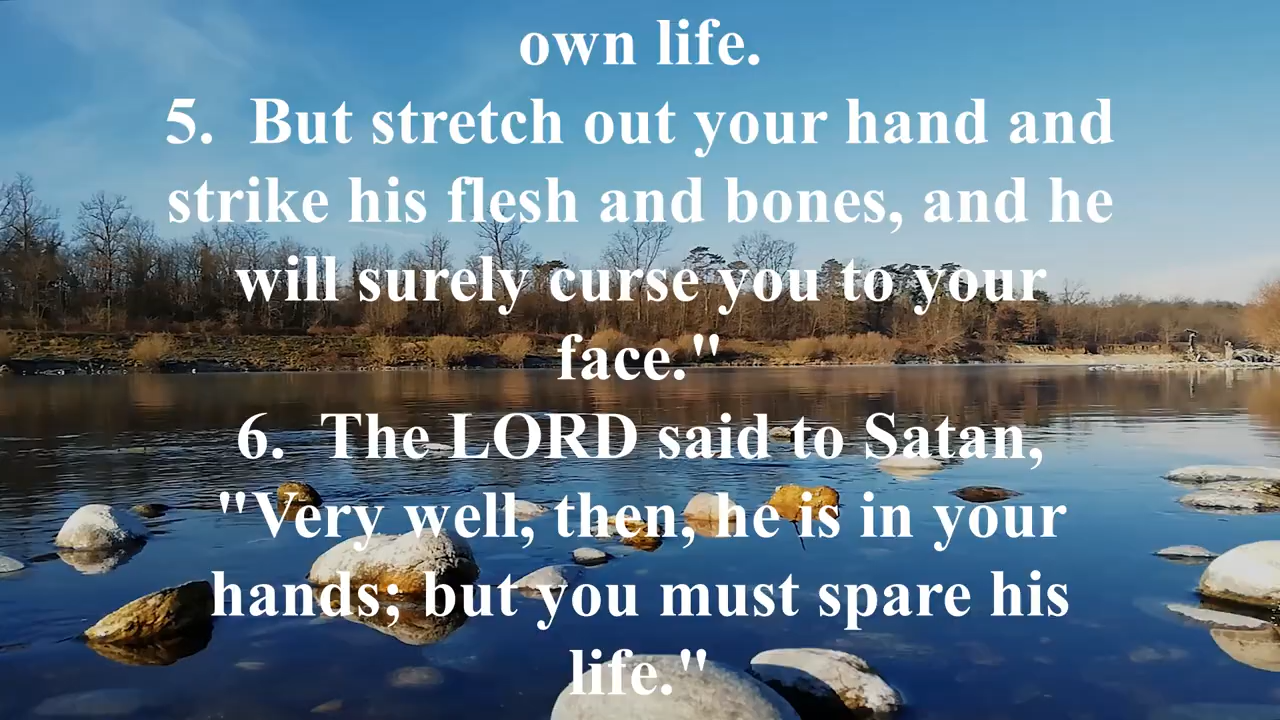 own life.
5.  But stretch out your hand and
strike his flesh and bones, and he
will surely curse you to your
face."
6.  The LORD said to Satan,
"Very well, then, he is in your
hands; but you must spare his
life."